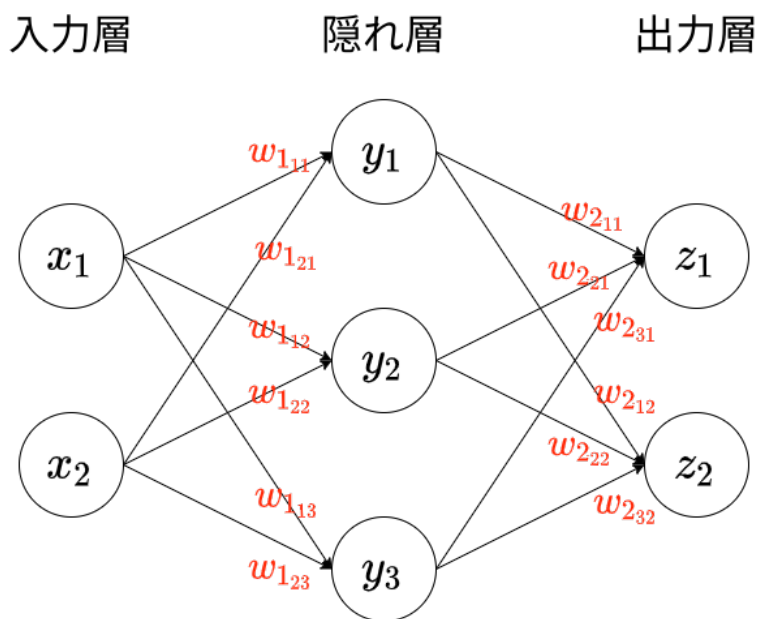 入力層 隠れ層 出力層
y₁
w₁₁₁
w₂₁₁
x₁
w₁₂₁
z₁
w₂₂₁
w₁₁₂
w₂₃₁
y₂
w₁₂₂
w₂₁₂
w₂₂₂
x₂
z₂
w₁₁₃
w₂₃₂
w₁₂₃
y₃